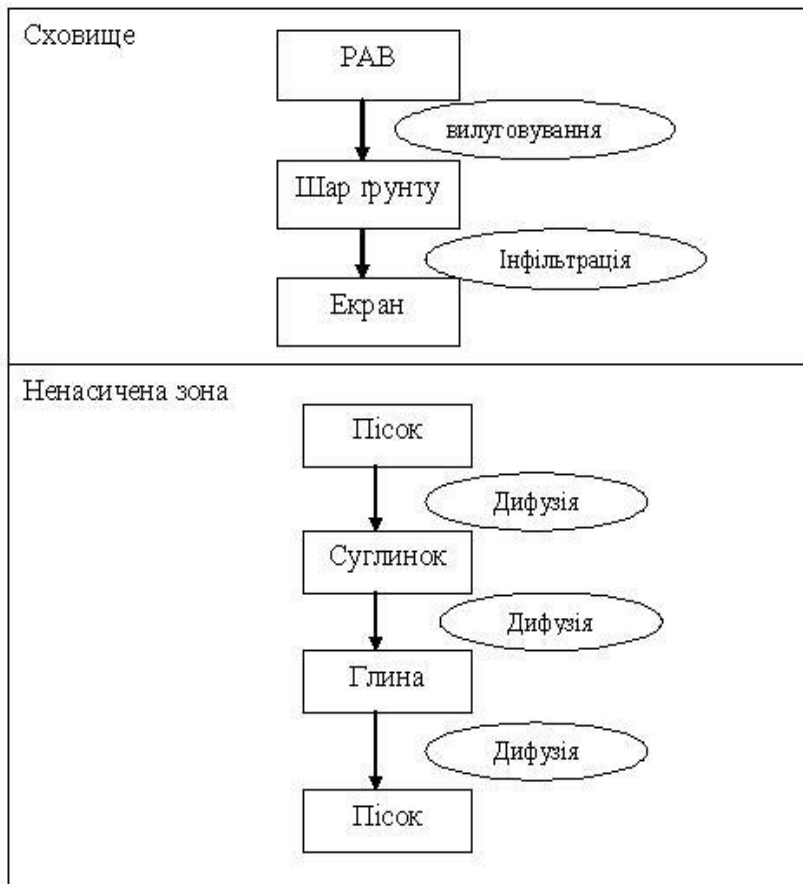 Сховище
РАВ
вилуговування
Шар ґрунту
Інфільтрація
Екран
Ненасичена зона
Пісок
Дифузія
Суглинок
Дифузія
Глина
Дифузія
Пісок